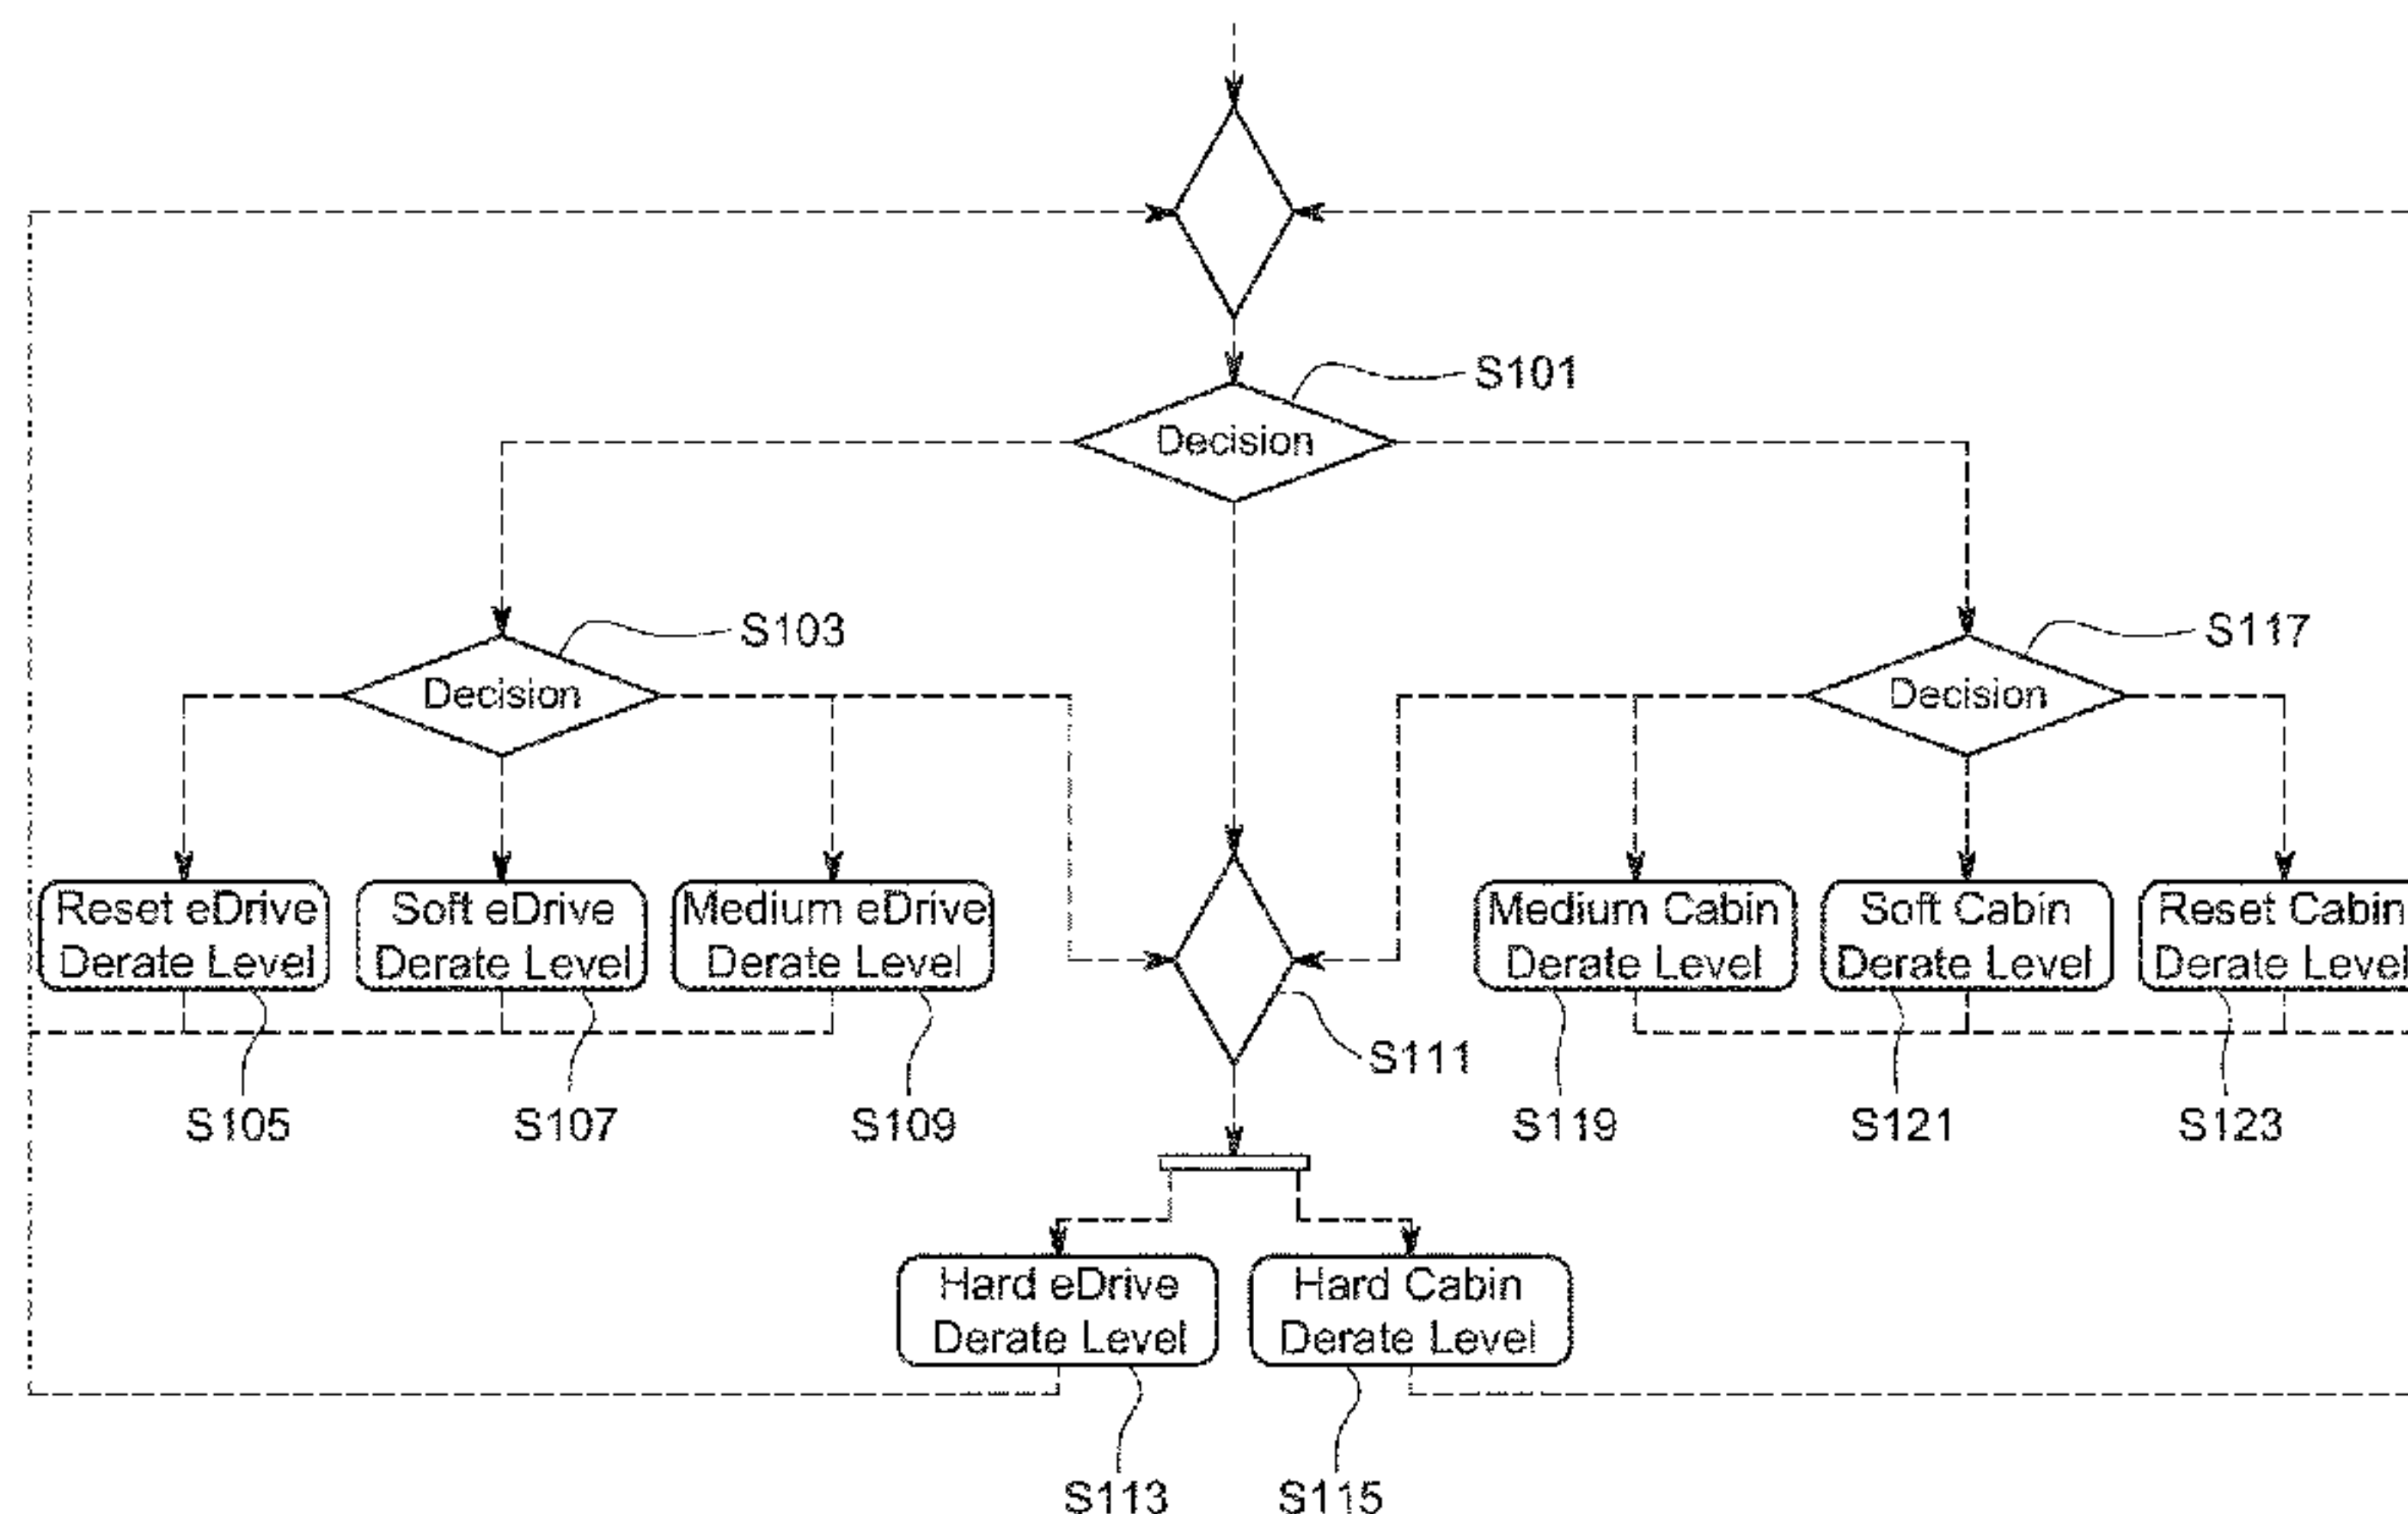 S101
Decision
S103
S117
Decision
Decision
Reset eDrive
Derate Level
Soft eDrive
Derate Level
Medium eDrive
Derate Level
Medium Cabin
Derate Level
Soft Cabin
Derate Level
Reset Cabin
Derate Level
S111
S105
S107
S109
S119
S121
S123
Hard eDrive
Derate Level
Hard Cabin
Derate Level
S113
S115